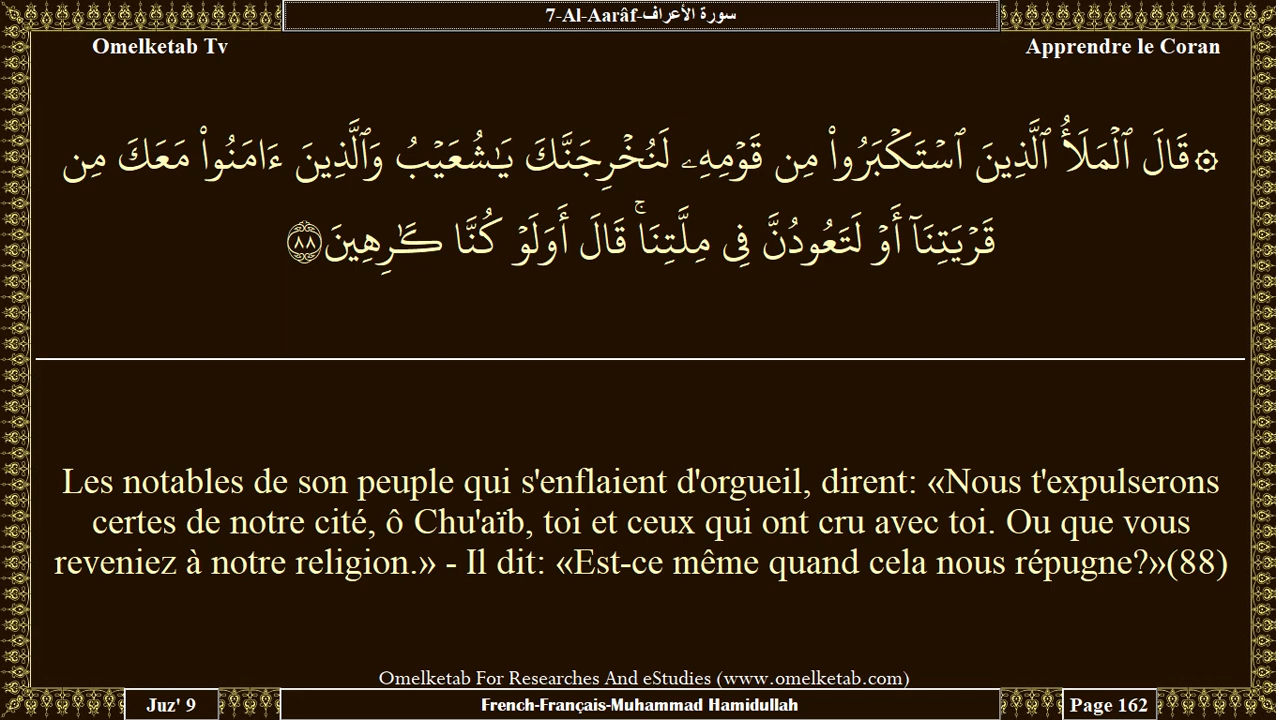 7-Al-Aarâf-سورة الأعراف
Omelketab Tv
Apprendre le Coran
۞ قَالَ ٱلْمَلَأُ ٱلَّذِينَ ٱسْتَكْبَرُوا۟ مِن قَوْمِهِۦ لَنُخْرِجَنَّكَ يَـٰشُعَيْبُ وَٱلَّذِينَ ءَامَنُوا۟ مَعَكَ مِن
قَرْيَتِنَآ أَوْ لَتَعُودُنَّ فِى مِلَّتِنَا ۚ قَالَ أَوَلَوْ كُنَّا كَـٰرِهِينَ ٨٨
Les notables de son peuple qui s'enflaient d'orgueil, dirent: «Nous t'expulserons
certes de notre cité, ô Chu'aïb, toi et ceux qui ont cru avec toi. Ou que vous
reveniez à notre religion.» - Il dit: «Est-ce même quand cela nous répugne?»(88)
Omelketab For Researches And eStudies (www.omelketab.com)
Juz' 9
French-Français-Muhammad Hamidullah
Page 162